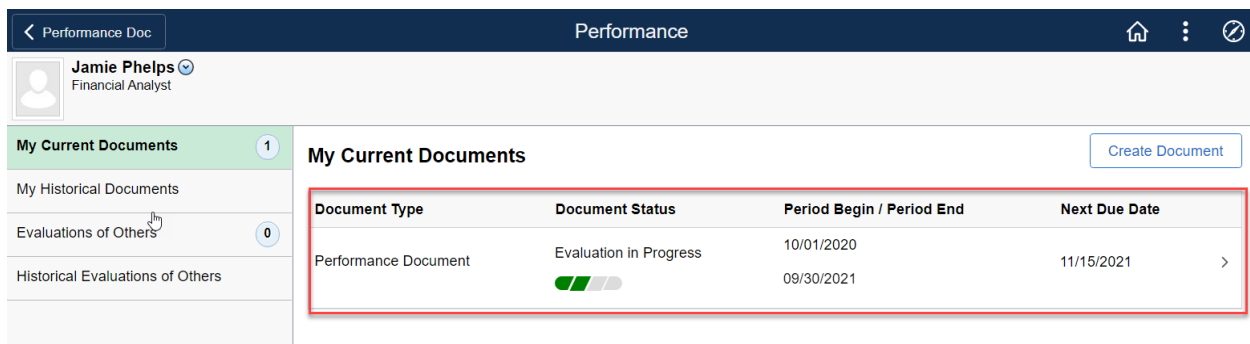 Performance Doc
Performance
Jamie Phelps
Financial Analyst
My Current Documents 1
My Historical Documents
Evaluations of Others 0
Historical Evaluations of Others
My Current Documents
Create Document
Document Type Document Status Period Begin / Period End Next Due Date
Performance Document Evaluation in Progress 10/01/2020 11/15/2021
09/30/2021